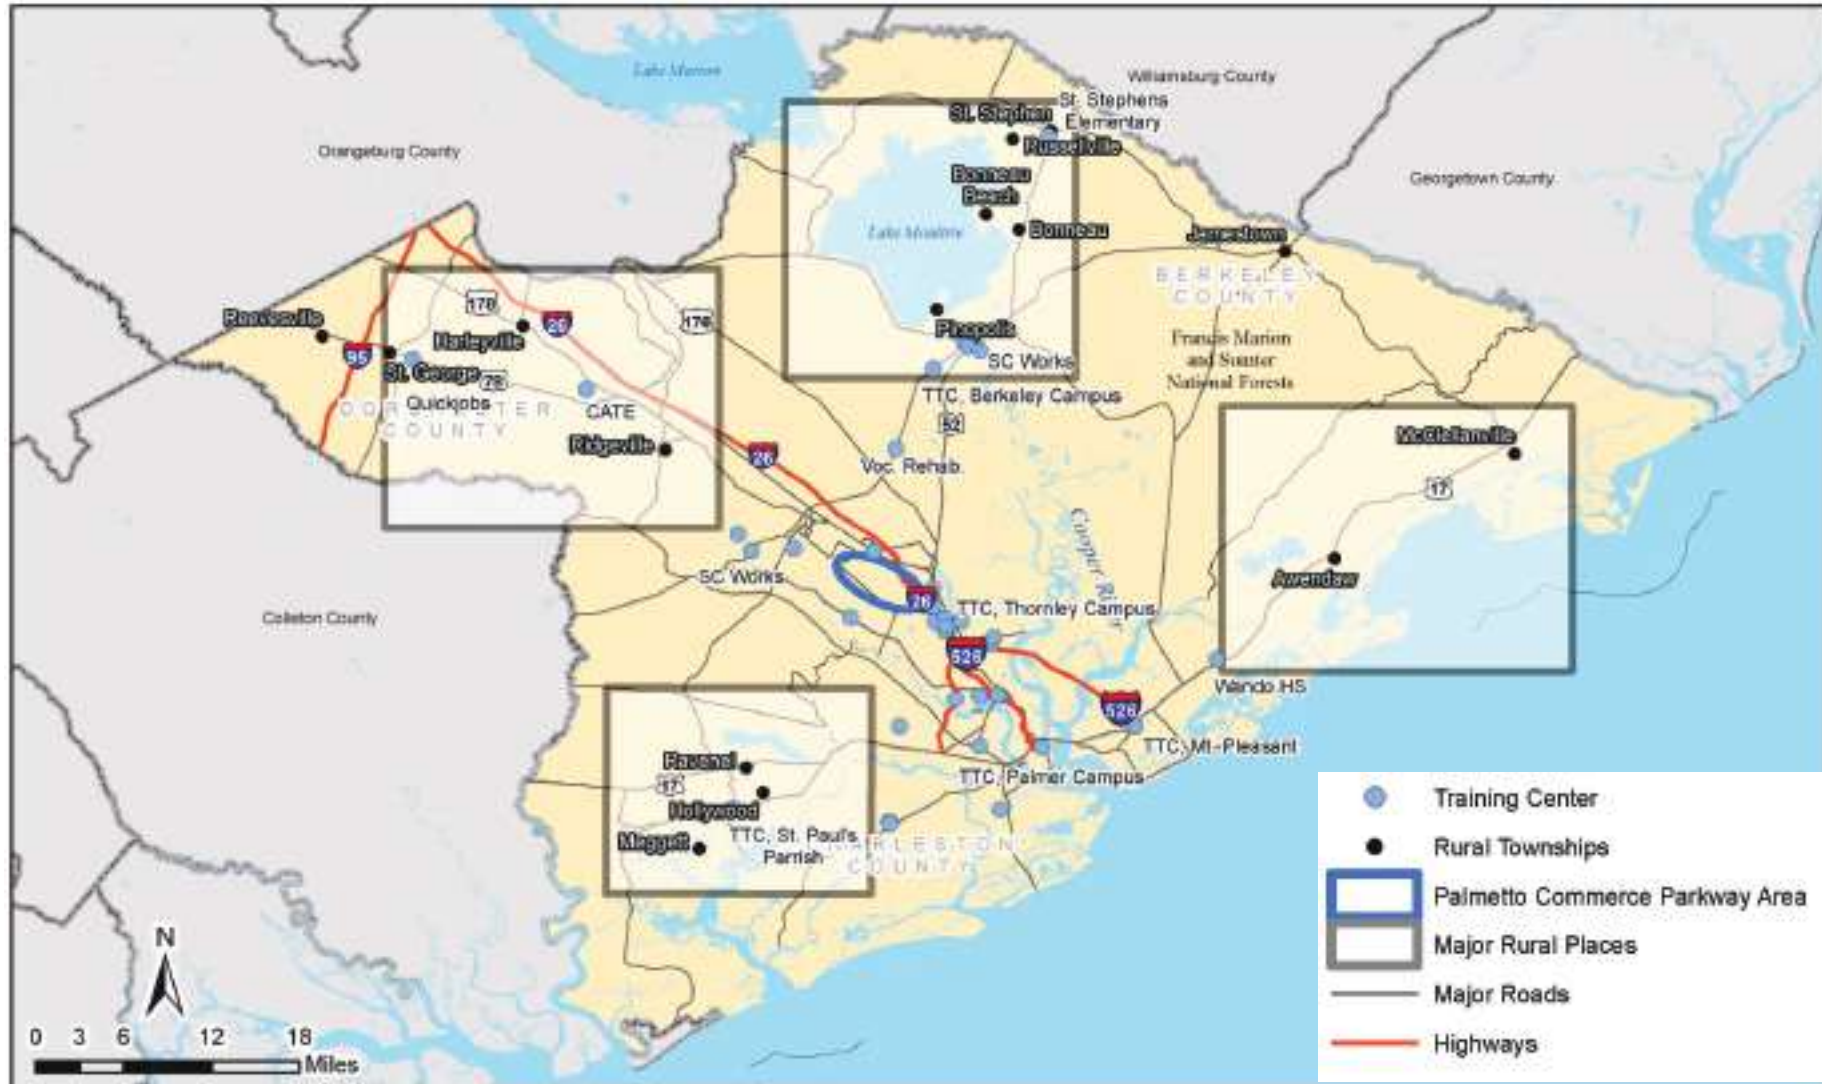 Lake Marion
Williamsburg County
St. Stephens
Elementary
St. Stephen
Russellville
Orangeburg County
Georgetown County
Bonneau
Beach
Lake Moultrie
Bonneau
Jamestown
BERKELEY
COUNTY
176
176
Reevesville
Harleyville
26
Pinopolis
95
St. George
78
SC Works
Francis Marion
and Sumter
National Forests
Quickjobs
CATE
DORCHESTER
COUNTY
TTC, Berkeley Campus
52
Ridgeville
26
Voc. Rehab.
McClellanville
17
Cooper River
SC Works
Awendaw
26
TTC, Thornley Campus
Colleton County
526
Wando HS
526
TTC, Mt-Pleasant
Ravenel
17
TTC, Palmer Campus
Hollywood
Meggett
TTC, St. Paul's
Parrish
CHARLESTON
COUNTY
N
0 3 6 12 18
Miles
Training Center
Rural Townships
Palmetto Commerce Parkway Area
Major Rural Places
Major Roads
Highways